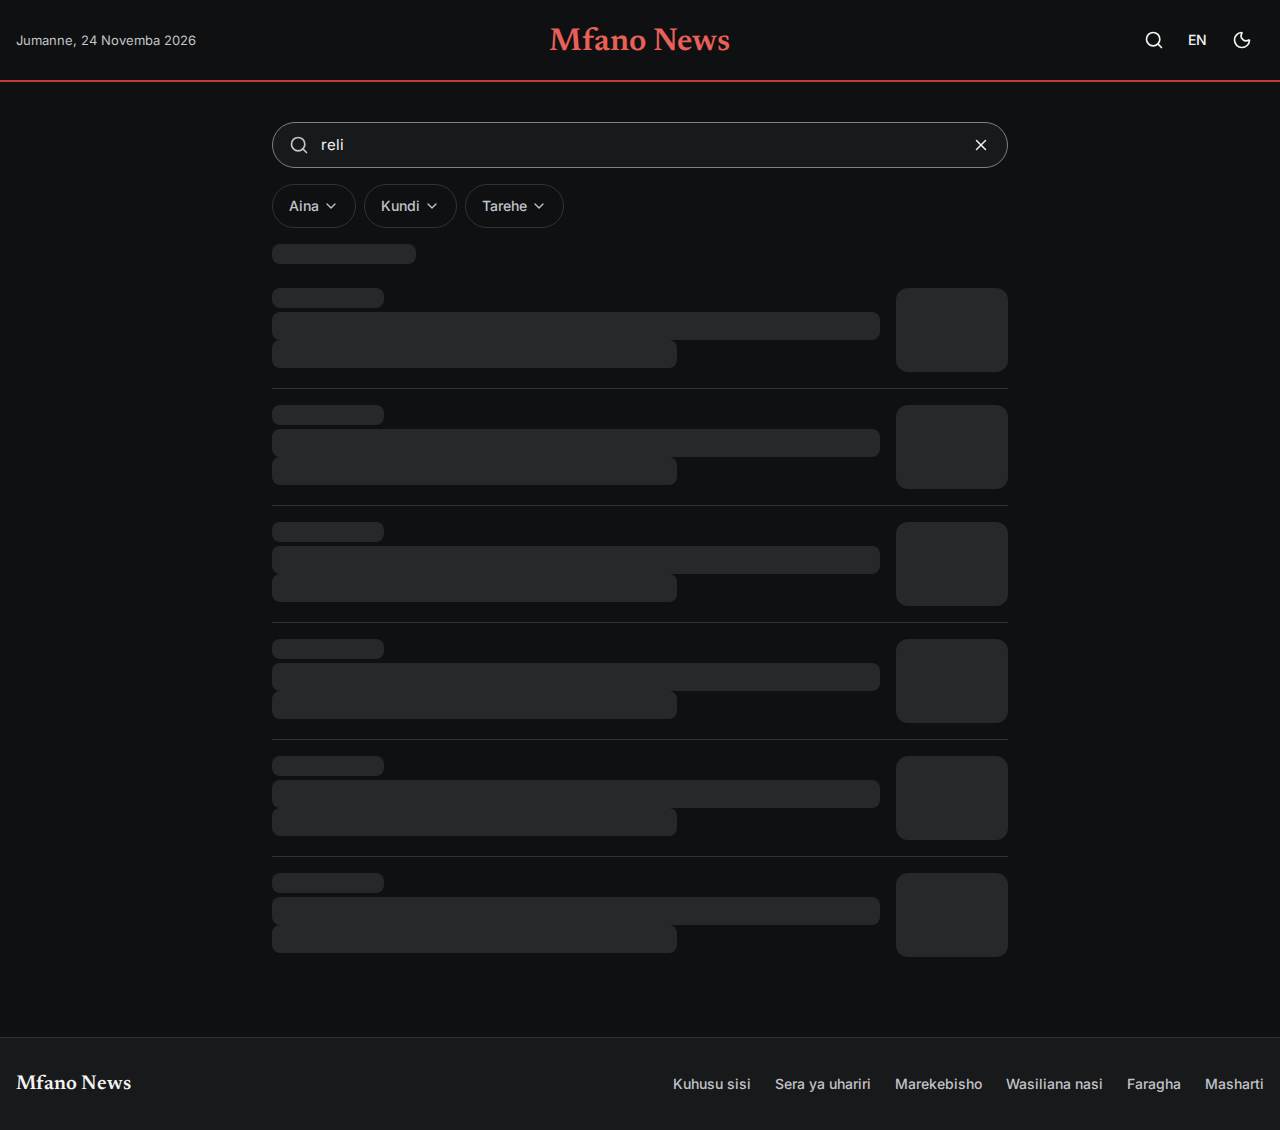 Jumanne, 24 Novemba 2026
Mfano News
EN
reli
Aina
Kundi
Tarehe
Mfano News
Kuhusu sisi
Sera ya uhariri
Marekebisho
Wasiliana nasi
Faragha
Masharti